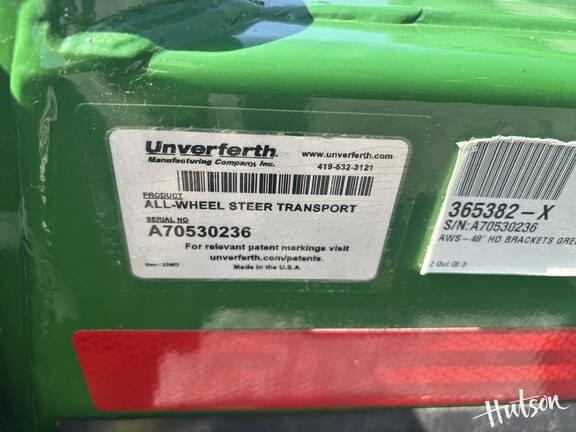 Unverferth
Manufacturing Company, Inc.
www.unverferth.com
419-532-3121
PRODUCT
ALL-WHEEL STEER TRANSPORT
SERIAL NO
A70530236
For relevant patent markings visit
unverferth.com/patents.
Made in the U.S.A.
365382-X
S/N:A70530236
AWS-48" HD BRACKETS GREE
2 Out Of 3
Hutson